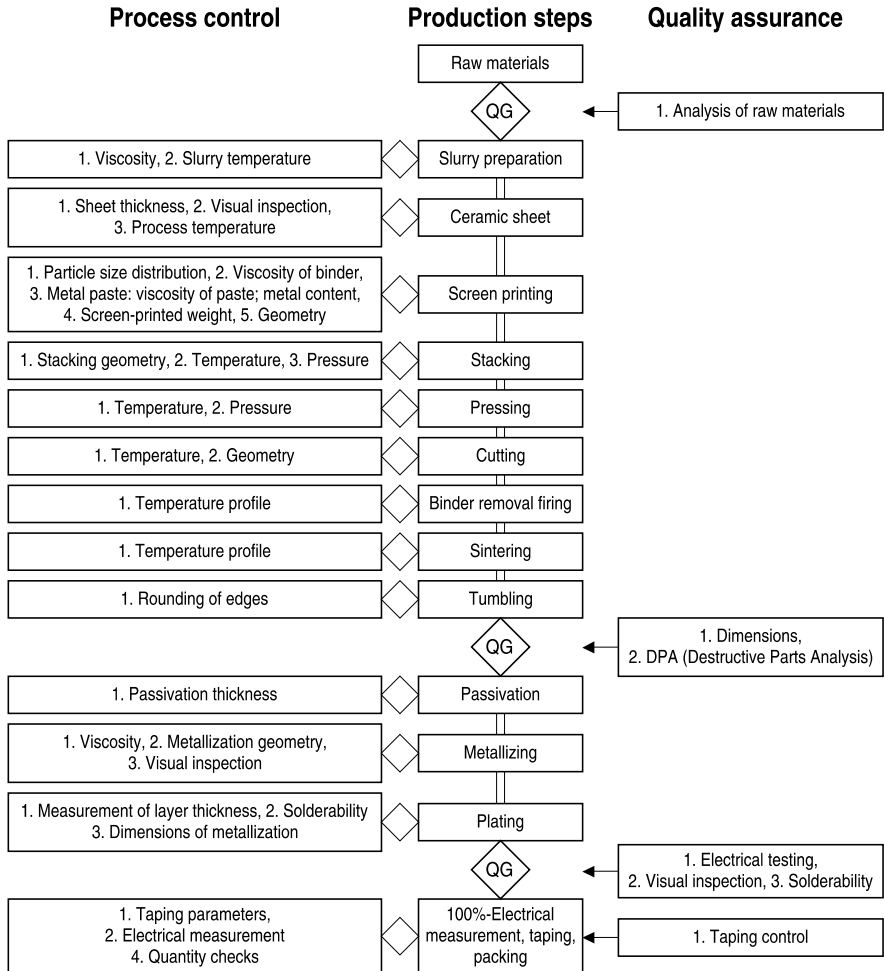 Process control
Production steps
Quality assurance
Raw materials
QG
1. Analysis of raw materials
1. Viscosity, 2. Slurry temperature
Slurry preparation
1. Sheet thickness, 2. Visual inspection,
3. Process temperature
Ceramic sheet
1. Particle size distribution, 2. Viscosity of binder,
3. Metal paste: viscosity of paste; metal content,
4. Screen-printed weight, 5. Geometry
Screen printing
1. Stacking geometry, 2. Temperature, 3. Pressure
Stacking
1. Temperature, 2. Pressure
Pressing
1. Temperature, 2. Geometry
Cutting
1. Temperature profile
Binder removal firing
1. Temperature profile
Sintering
1. Rounding of edges
Tumbling
QG
1. Dimensions,
2. DPA (Destructive Parts Analysis)
1. Passivation thickness
Passivation
1. Viscosity, 2. Metallization geometry,
3. Visual inspection
Metallizing
1. Measurement of layer thickness, 2. Solderability
3. Dimensions of metallization
Plating
QG
1. Electrical testing,
2. Visual inspection, 3. Solderability
1. Taping parameters,
2. Electrical measurement
4. Quantity checks
100%-Electrical
measurement, taping,
packing
1. Taping control